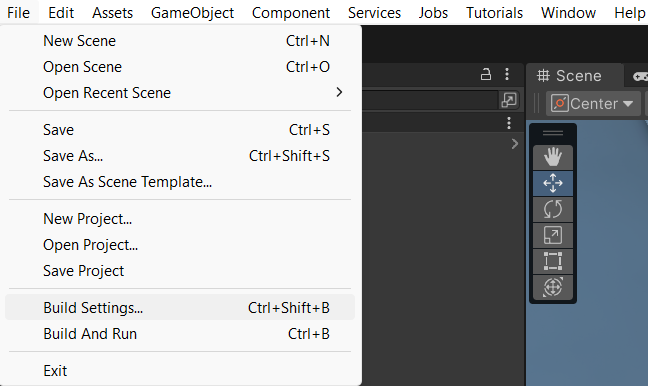 File Edit Assets GameObject Component Services Jobs Tutorials Window Help
New Scene Ctrl+N
Open Scene Ctrl+O
Open Recent Scene
Save Ctrl+S
Save As... Ctrl+Shift+S
Save As Scene Template...
New Project...
Open Project...
Save Project
Build Settings... Ctrl+Shift+B
Build And Run Ctrl+B
Exit
Scene
Center